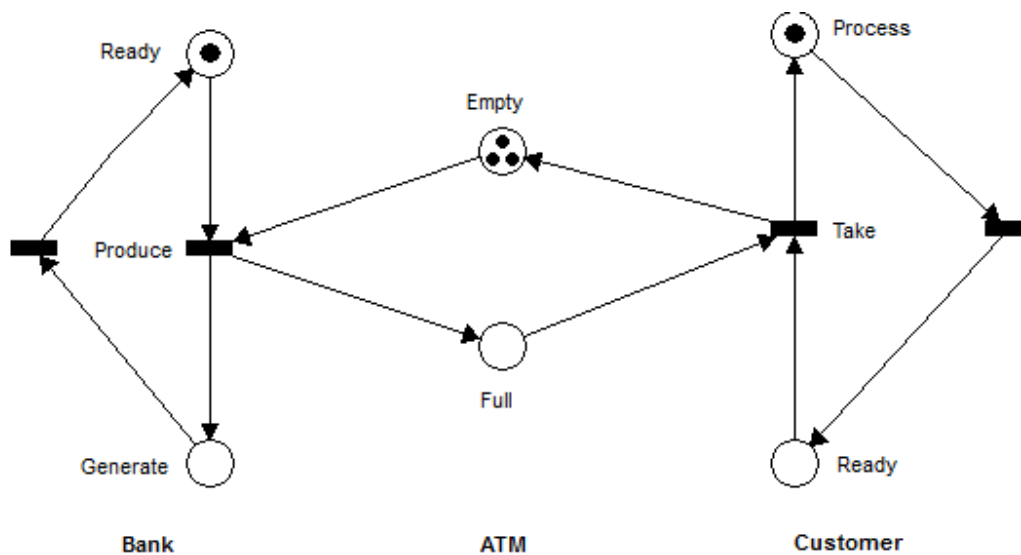 Ready
Process
Empty
Produce
Take
Full
Generate
Ready
Bank
ATM
Customer